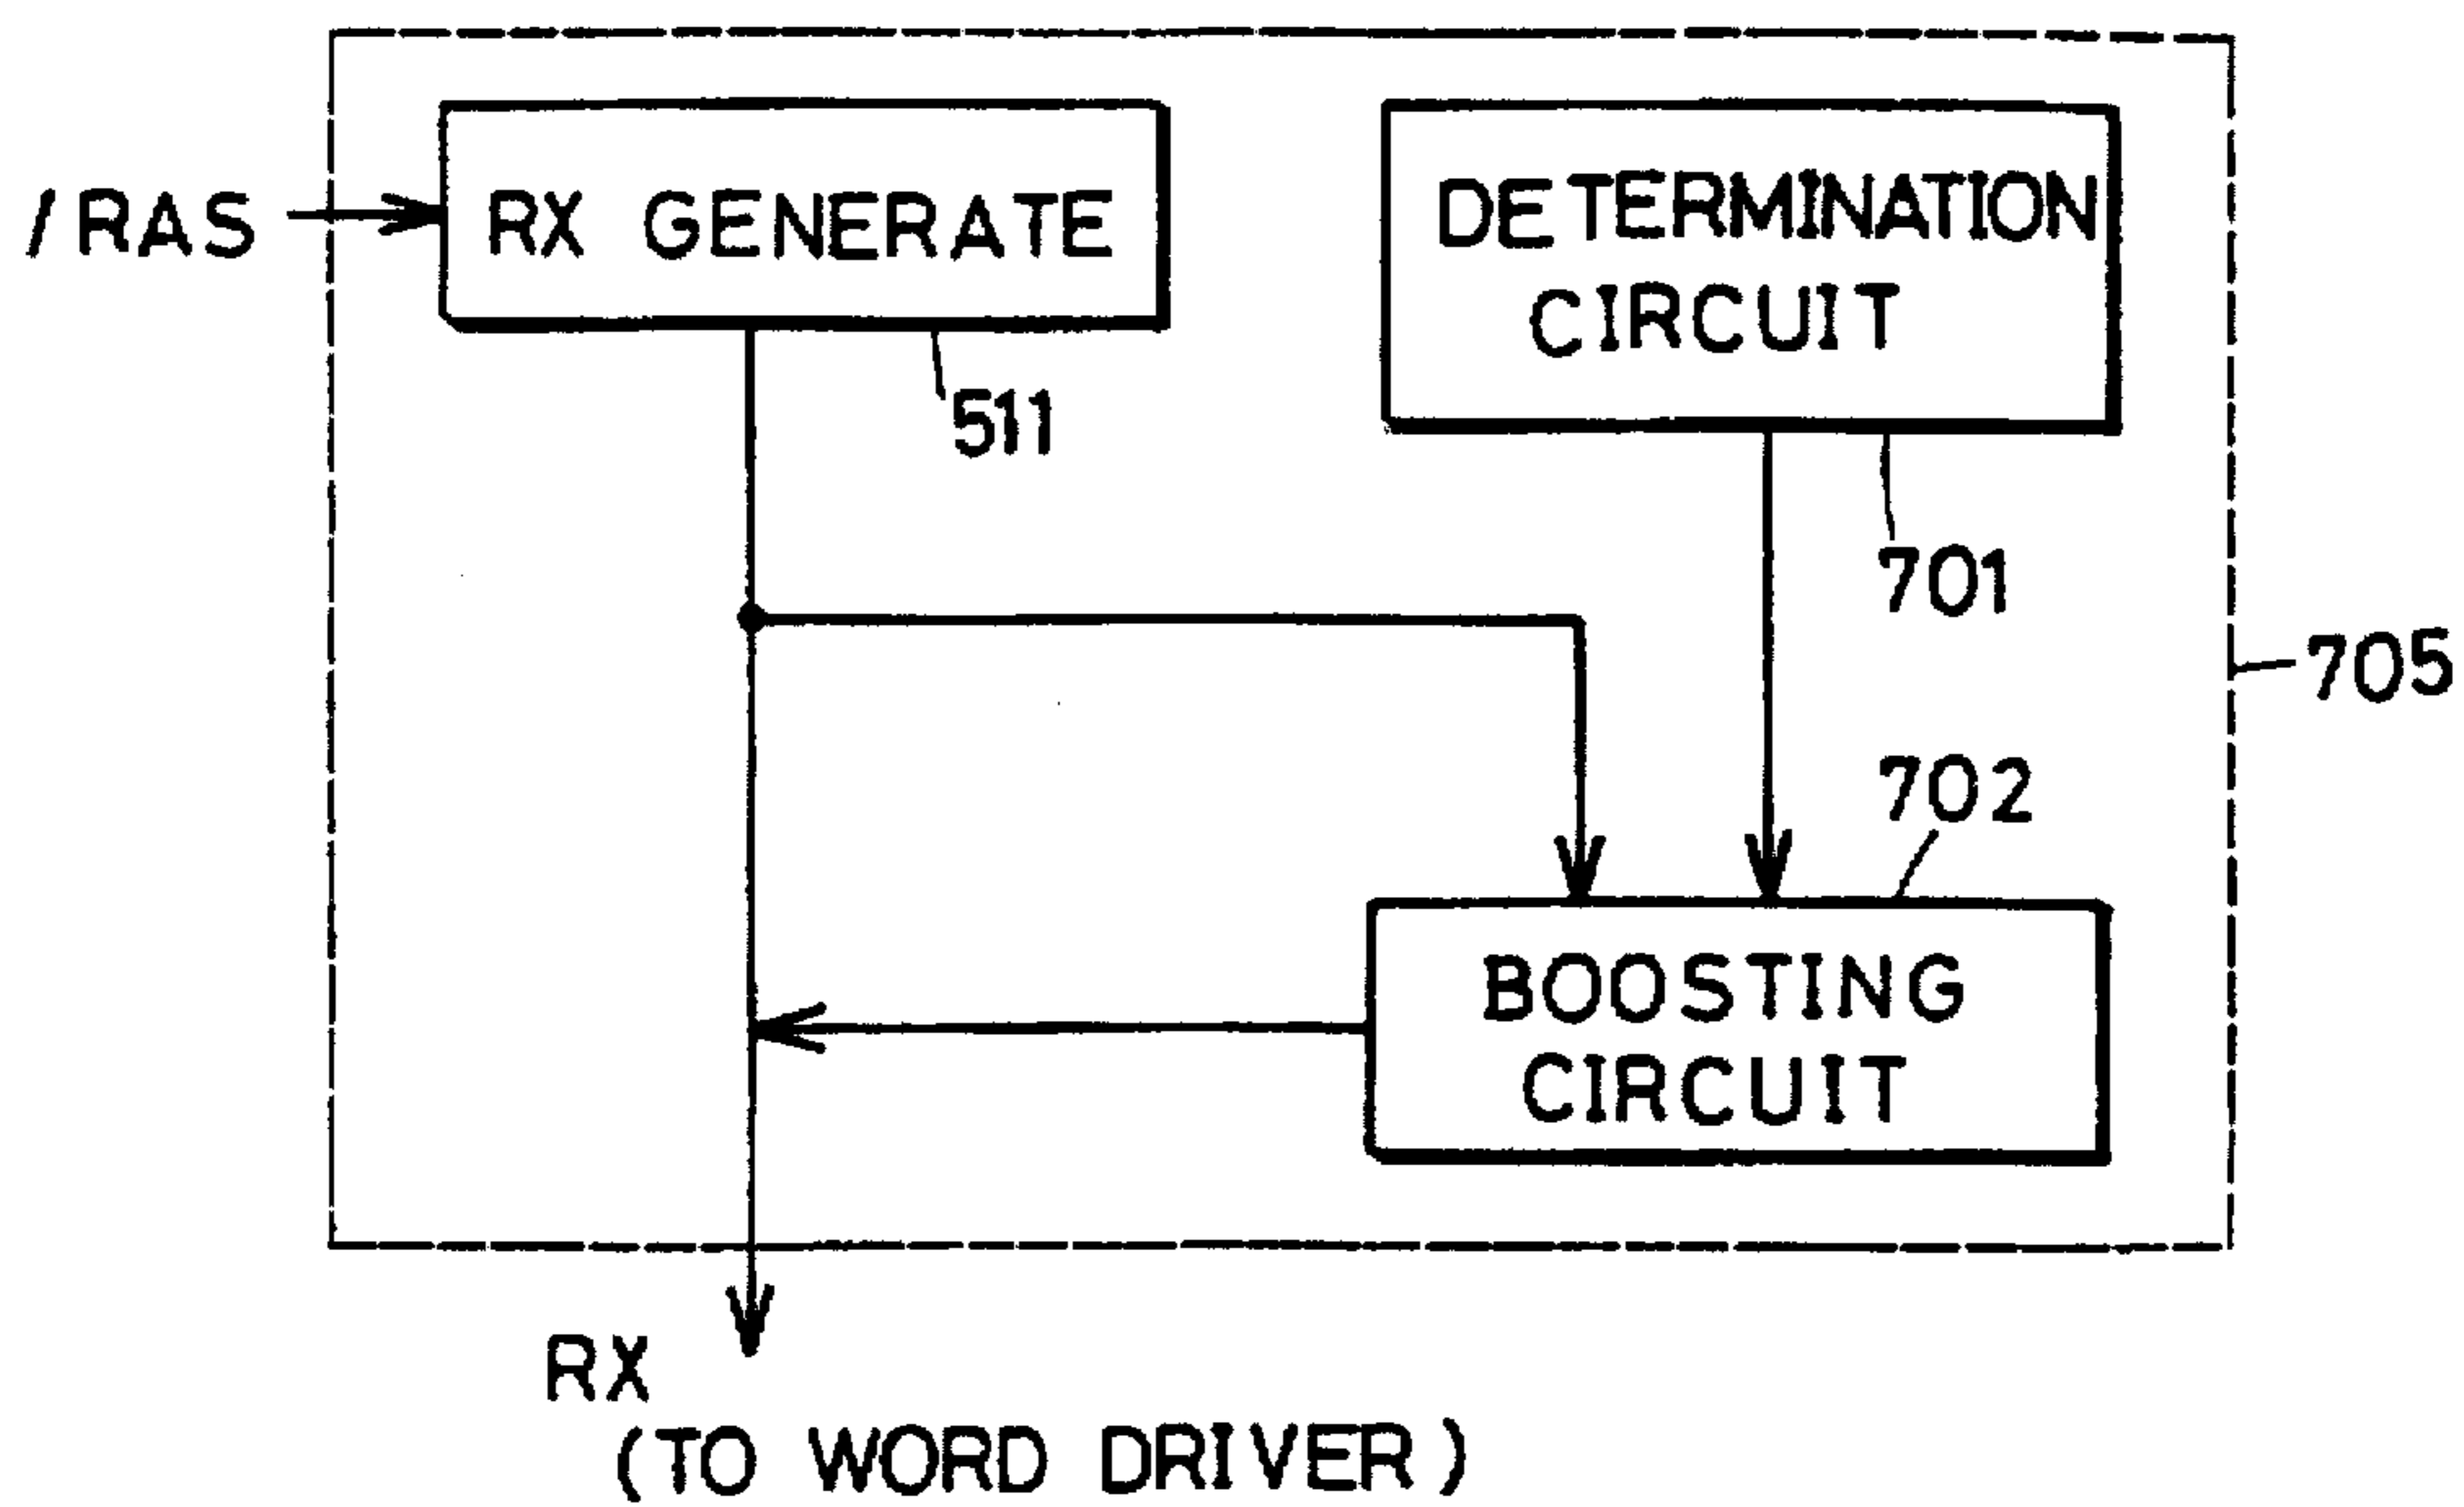 /RAS
RX GENERATE
DETERMINATION
CIRCUIT
511
701
705
702
BOOSTING
CIRCUIT
RX
(TO WORD DRIVER)